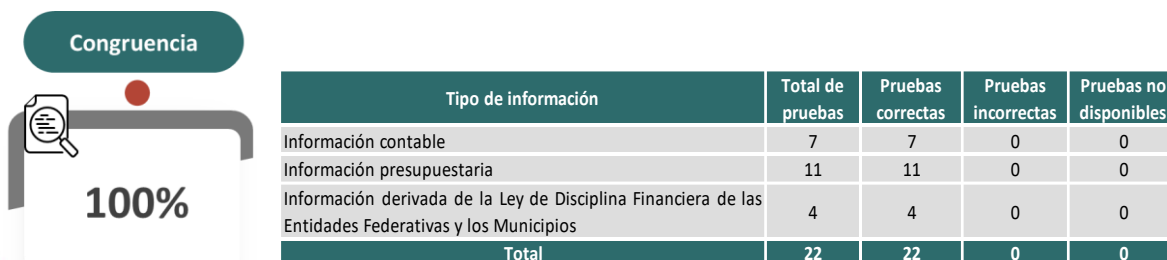 Congruencia
100%
Tipo de información Total de pruebas Pruebas correctas Pruebas incorrectas Pruebas no disponibles
Información contable 7 7 0 0
Información presupuestaria 11 11 0 0
Información derivada de la Ley de Disciplina Financiera de las
Entidades Federativas y los Municipios 4 4 0 0
Total 22 22 0 0